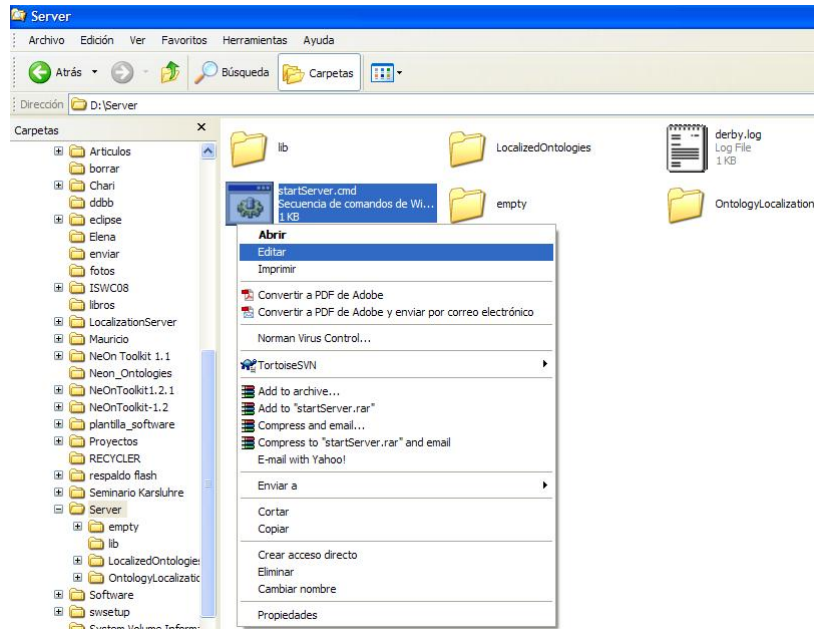 Server
Archivo Edición Ver Favoritos Herramientas Ayuda
Atrás Búsqueda Carpetas
Dirección D:\Server
Carpetas
Articulos
borrar
Chari
ddbb
eclipse
Elena
enviar
fotos
ISWC08
libros
LocalizationServer
Mauricio
NeOn Toolkit 1.1
Neon_Ontologies
NeOnToolkit1.2.1
NeOnToolkit-1.2
plantilla_software
Proyectos
RECYCLER
respaldo flash
Seminario Karsluhre
Server
empty
lib
LocalizedOntologie
OntologyLocalizatic
Software
swsetup
System Volume Inform
lib
LocalizedOntologies
derby.log
Log File
1 KB
startServer.cmd
Secuencia de comandos de Wi...
1 KB
empty
OntologyLocalization
Abrir
Editar
Imprimir
Convertir a PDF de Adobe
Convertir a PDF de Adobe y enviar por correo electrónico
Norman Virus Control...
TortoiseSVN
Add to archive...
Add to "startServer.rar"
Compress and email...
Compress to "startServer.rar" and email
E-mail with Yahoo!
Enviar a
Cortar
Copiar
Crear acceso directo
Eliminar
Cambiar nombre
Propiedades